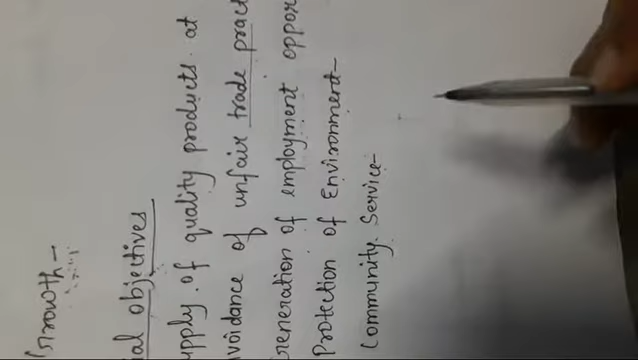 Growth-
al objectives
upply of quality products at
voidance of unfair trade pract
generation of employment oppor
Protection of Environment-
Community Service-